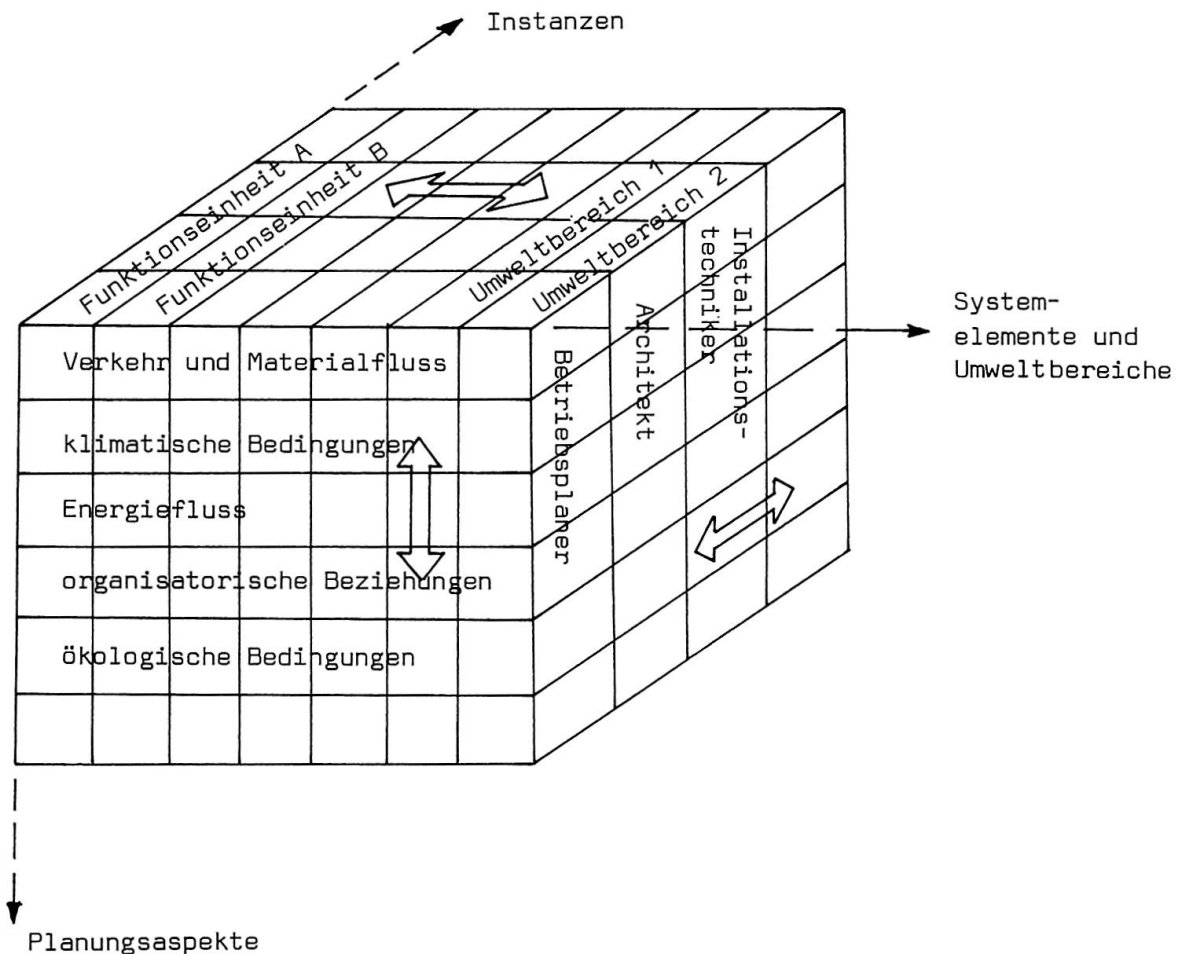 Instanzen
Funktionseinheit A
Funktionseinheit B
Umweltbereich 1
Umweltbereich 2
Installations-
techniker
Architekt
Betriebsplaner
System-
elemente und
Umweltbereiche
Verkehr und Materialfluss
klimatische Bedingungen
Energiefluss
organisatorische Beziehungen
ökologische Bedingungen
Planungsaspekte